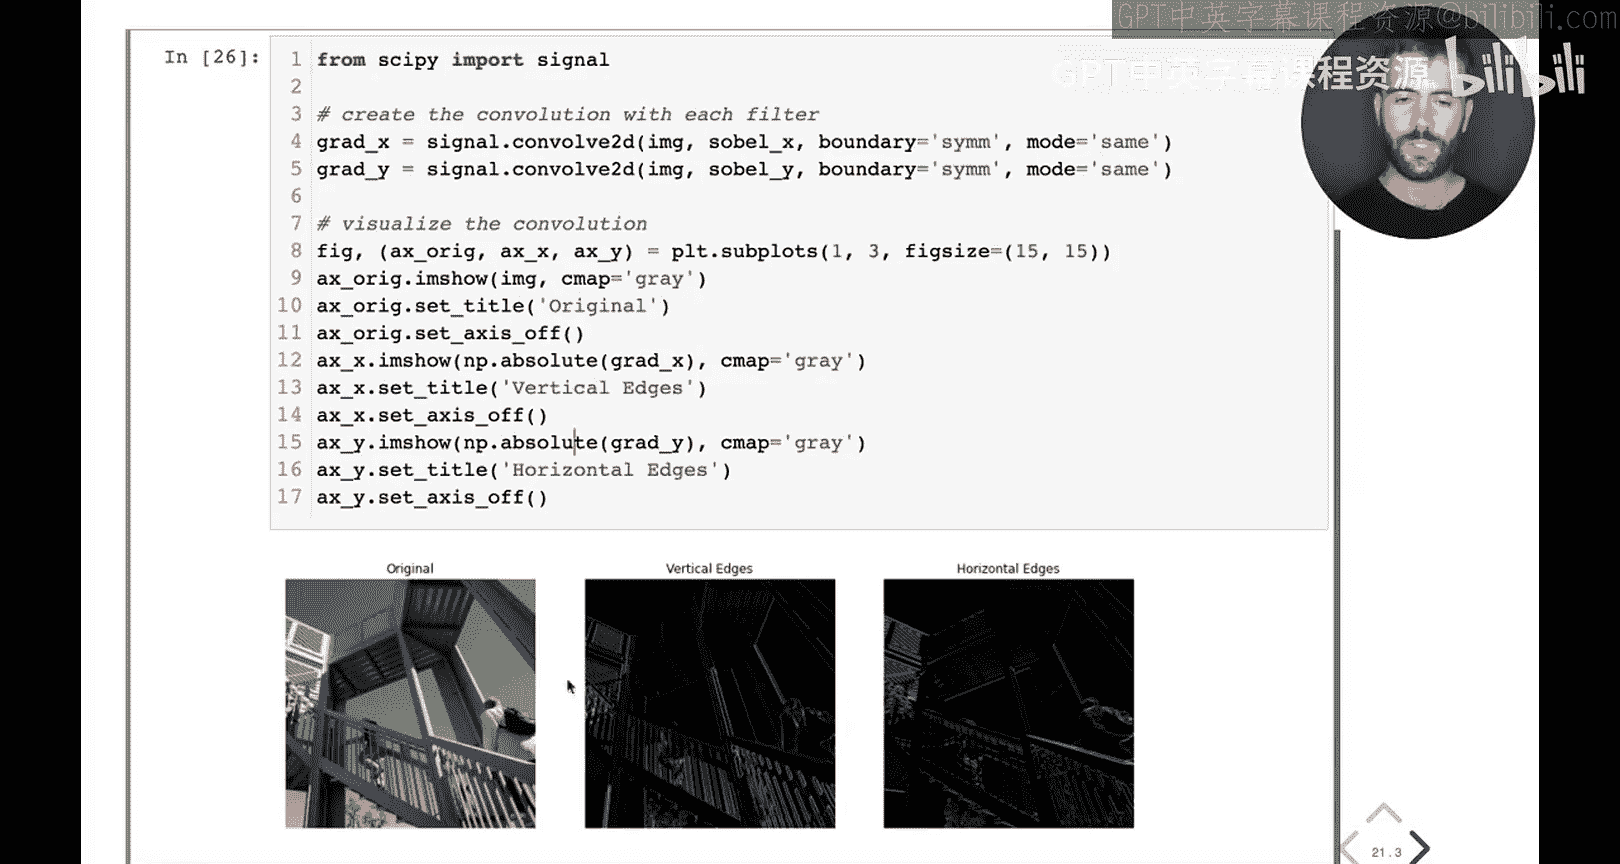 GPT中英字幕课程资源@bilibili.com
GPT中英字幕课程资源 bilibili
In [26]:
1 from scipy import signal
2
3 # create the convolution with each filter
4 grad_x = signal.convolve2d(img, sobel_x, boundary='symm', mode='same')
5 grad_y = signal.convolve2d(img, sobel_y, boundary='symm', mode='same')
6
7 # visualize the convolution
8 fig, (ax_orig, ax_x, ax_y) = plt.subplots(1, 3, figsize=(15, 15))
9 ax_orig.imshow(img, cmap='gray')
10 ax_orig.set_title('Original')
11 ax_orig.set_axis_off()
12 ax_x.imshow(np.absolute(grad_x), cmap='gray')
13 ax_x.set_title('Vertical Edges')
14 ax_x.set_axis_off()
15 ax_y.imshow(np.absolute(grad_y), cmap='gray')
16 ax_y.set_title('Horizontal Edges')
17 ax_y.set_axis_off()
Original Vertical Edges Horizontal Edges
21.3